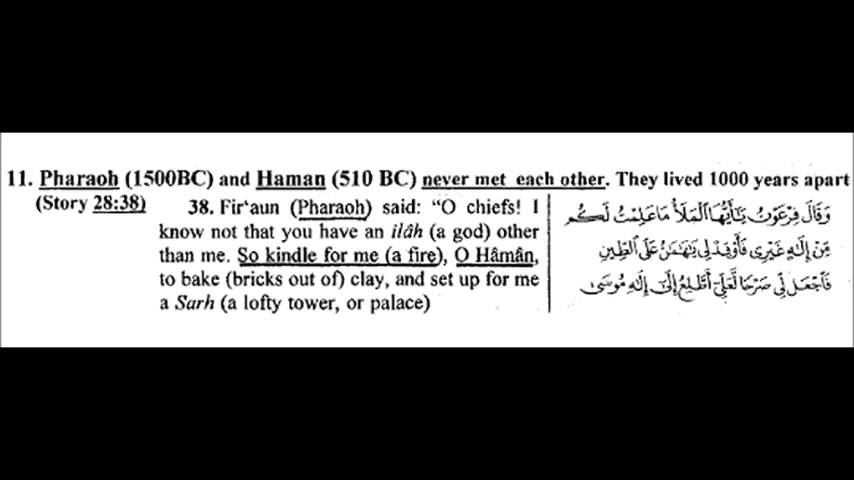 11. Pharaoh (1500BC) and Haman (510 BC) never met each other. They lived 1000 years apart
(Story 28:38)
38. Fir‘aun (Pharaoh) said: "O chiefs! I
know not that you have an ilâh (a god) other
than me. So kindle for me (a fire), O Hâmân,
to bake (bricks out of) clay, and set up for me
a Sarh (a lofty tower, or palace)
وَقَالَ فِرْعَوْنُ يَٰٓأَيُّهَا ٱلْمَلَأُ مَا عَلِمْتُ لَكُم
مِّنْ إِلَٰهٍ غَيْرِى فَأَوْقِدْ لِى يَٰهَٰمَٰنُ عَلَى ٱلطِّينِ
فَٱجْعَل لِّى صَرْحًا لَّعَلِّىٓ أَطَّلِعُ إِلَىٰٓ إِلَٰهِ مُوسَىٰ